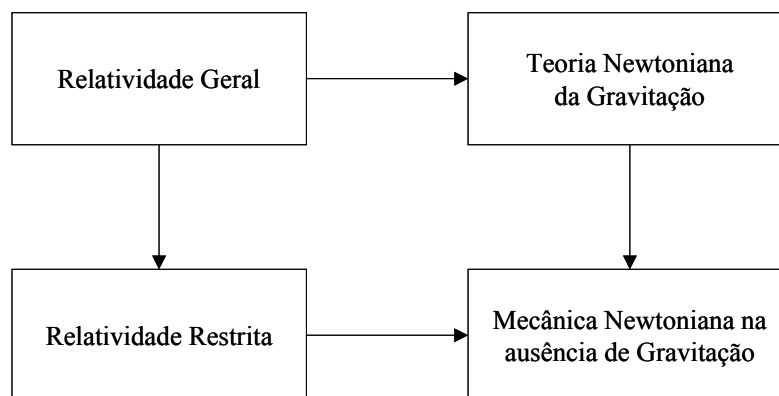 Relatividade Geral
Teoria Newtoniana
da Gravitação
Relatividade Restrita
Mecânica Newtoniana na
ausência de Gravitação